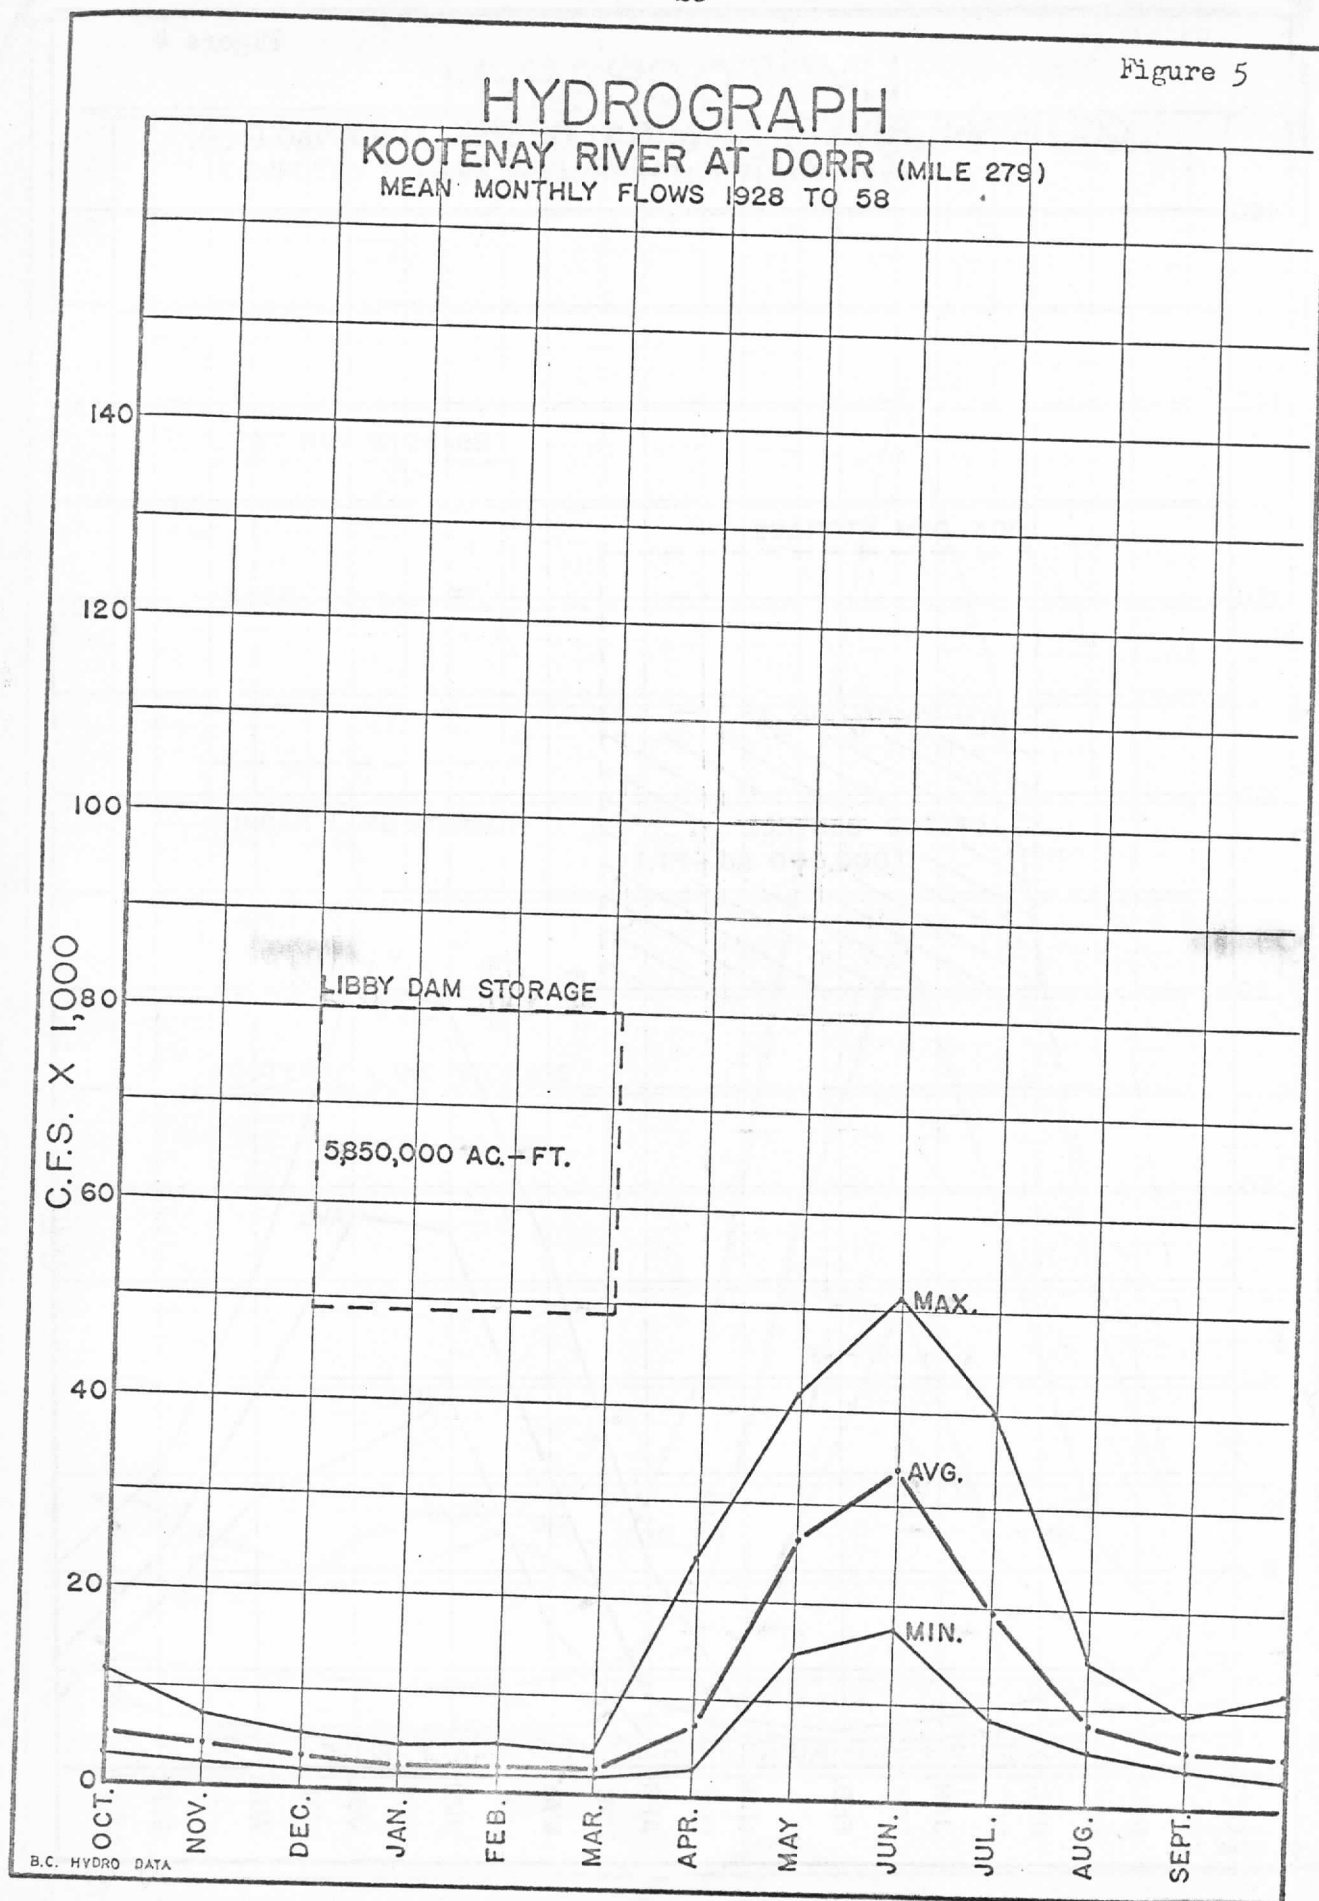 Figure 5
HYDROGRAPH
KOOTENAY RIVER AT DORR (MILE 279)
MEAN MONTHLY FLOWS 1928 TO 58
C.F.S. X 1,000
140
120
100
80
60
40
20
0
LIBBY DAM STORAGE
5,850,000 AC.-FT.
MAX.
AVG.
MIN.
OCT.
NOV.
DEC.
JAN.
FEB.
MAR.
APR.
MAY
JUN.
JUL.
AUG.
SEPT.
B.C. HYDRO DATA